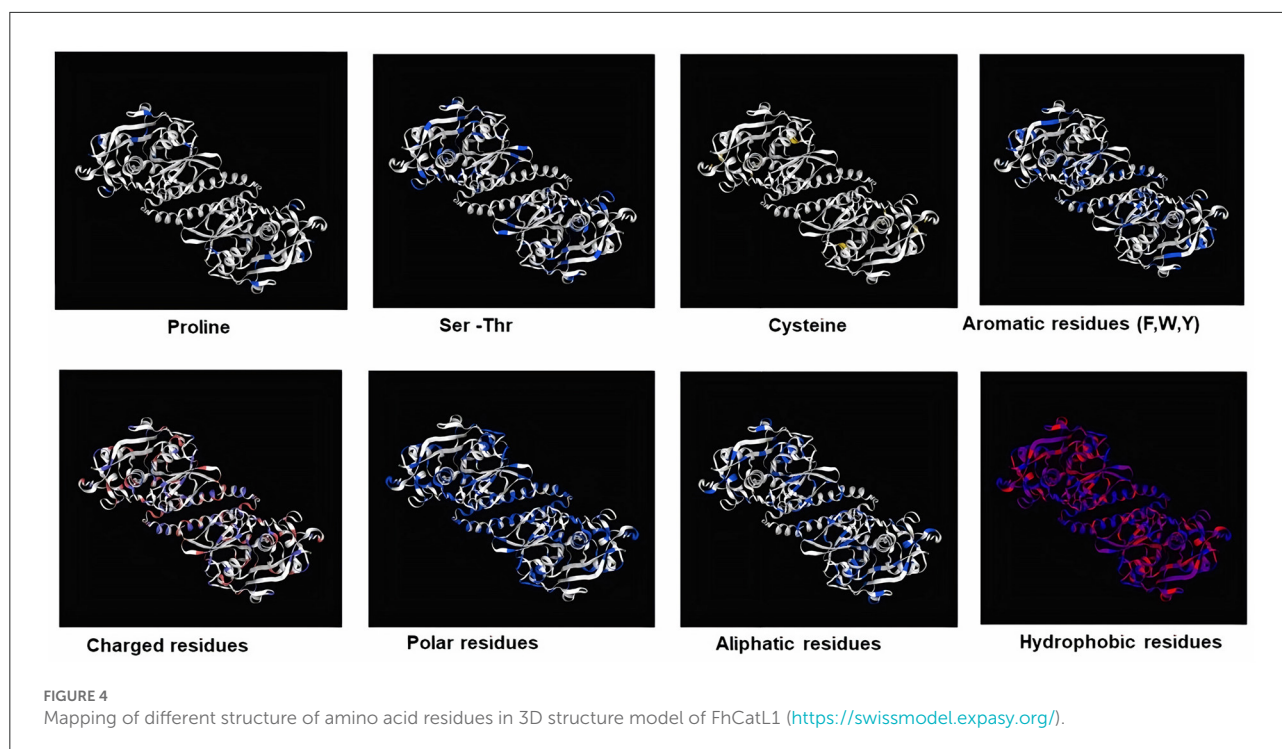 Proline
Ser -Thr
Cysteine
Aromatic residues (F,W,Y)
Charged residues
Polar residues
Aliphatic residues
Hydrophobic residues
FIGURE 4
Mapping of different structure of amino acid residues in 3D structure model of FhCatL1 (https://swissmodel.expasy.org/).